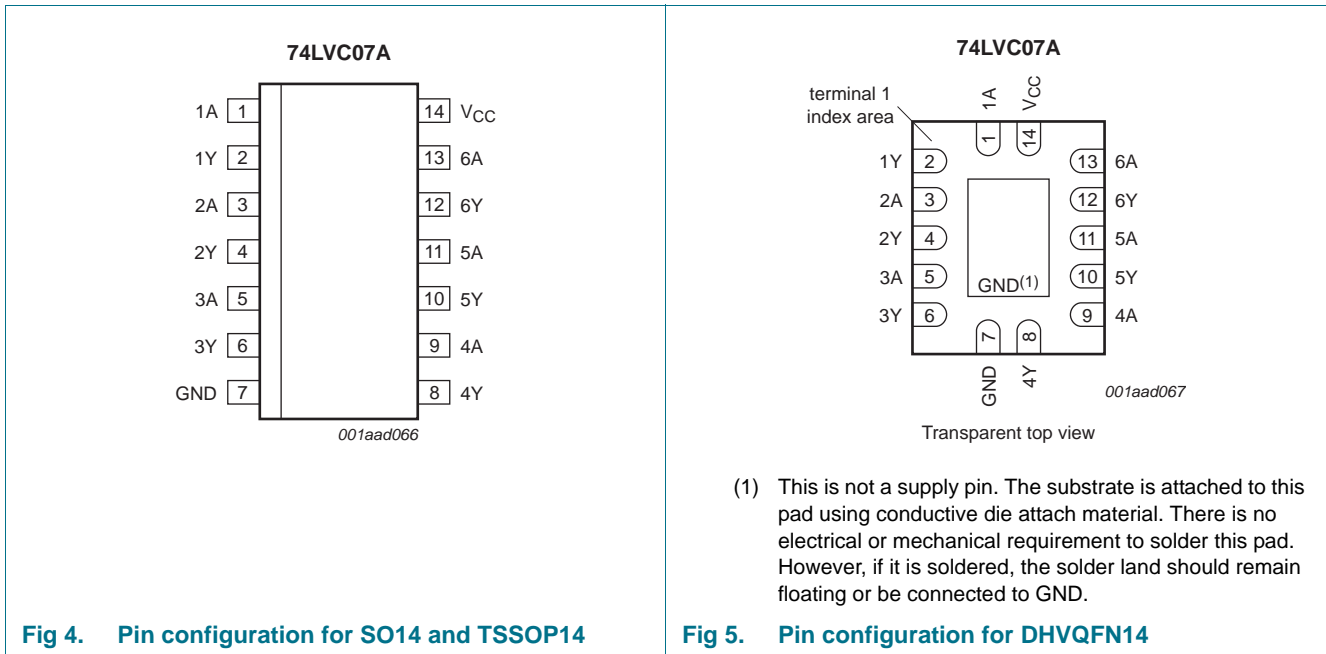 74LVC07A
1A 1 14 VCC
1Y 2 13 6A
2A 3 12 6Y
2Y 4 11 5A
3A 5 10 5Y
3Y 6 9 4A
GND 7 8 4Y
001aad066
Fig 4. Pin configuration for SO14 and TSSOP14
74LVC07A
terminal 1
index area
1A VCC
1 14
1Y 2 13 6A
2A 3 12 6Y
2Y 4 11 5A
3A 5 10 5Y
GND(1)
3Y 6 9 4A
7 8
GND 4Y
001aad067
Transparent top view
(1) This is not a supply pin. The substrate is attached to this
pad using conductive die attach material. There is no
electrical or mechanical requirement to solder this pad.
However, if it is soldered, the solder land should remain
floating or be connected to GND.
Fig 5. Pin configuration for DHVQFN14